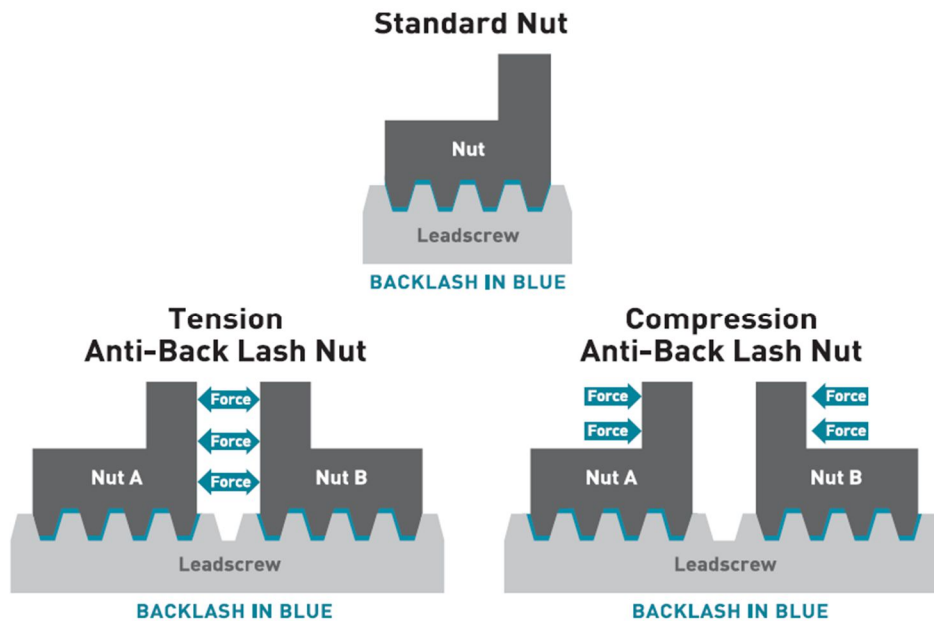 Standard Nut
Nut
Leadscrew
BACKLASH IN BLUE
Tension
Anti-Back Lash Nut
Force
Force
Force
Nut A
Nut B
Leadscrew
BACKLASH IN BLUE
Compression
Anti-Back Lash Nut
Force
Force
Force
Force
Nut A
Nut B
Leadscrew
BACKLASH IN BLUE